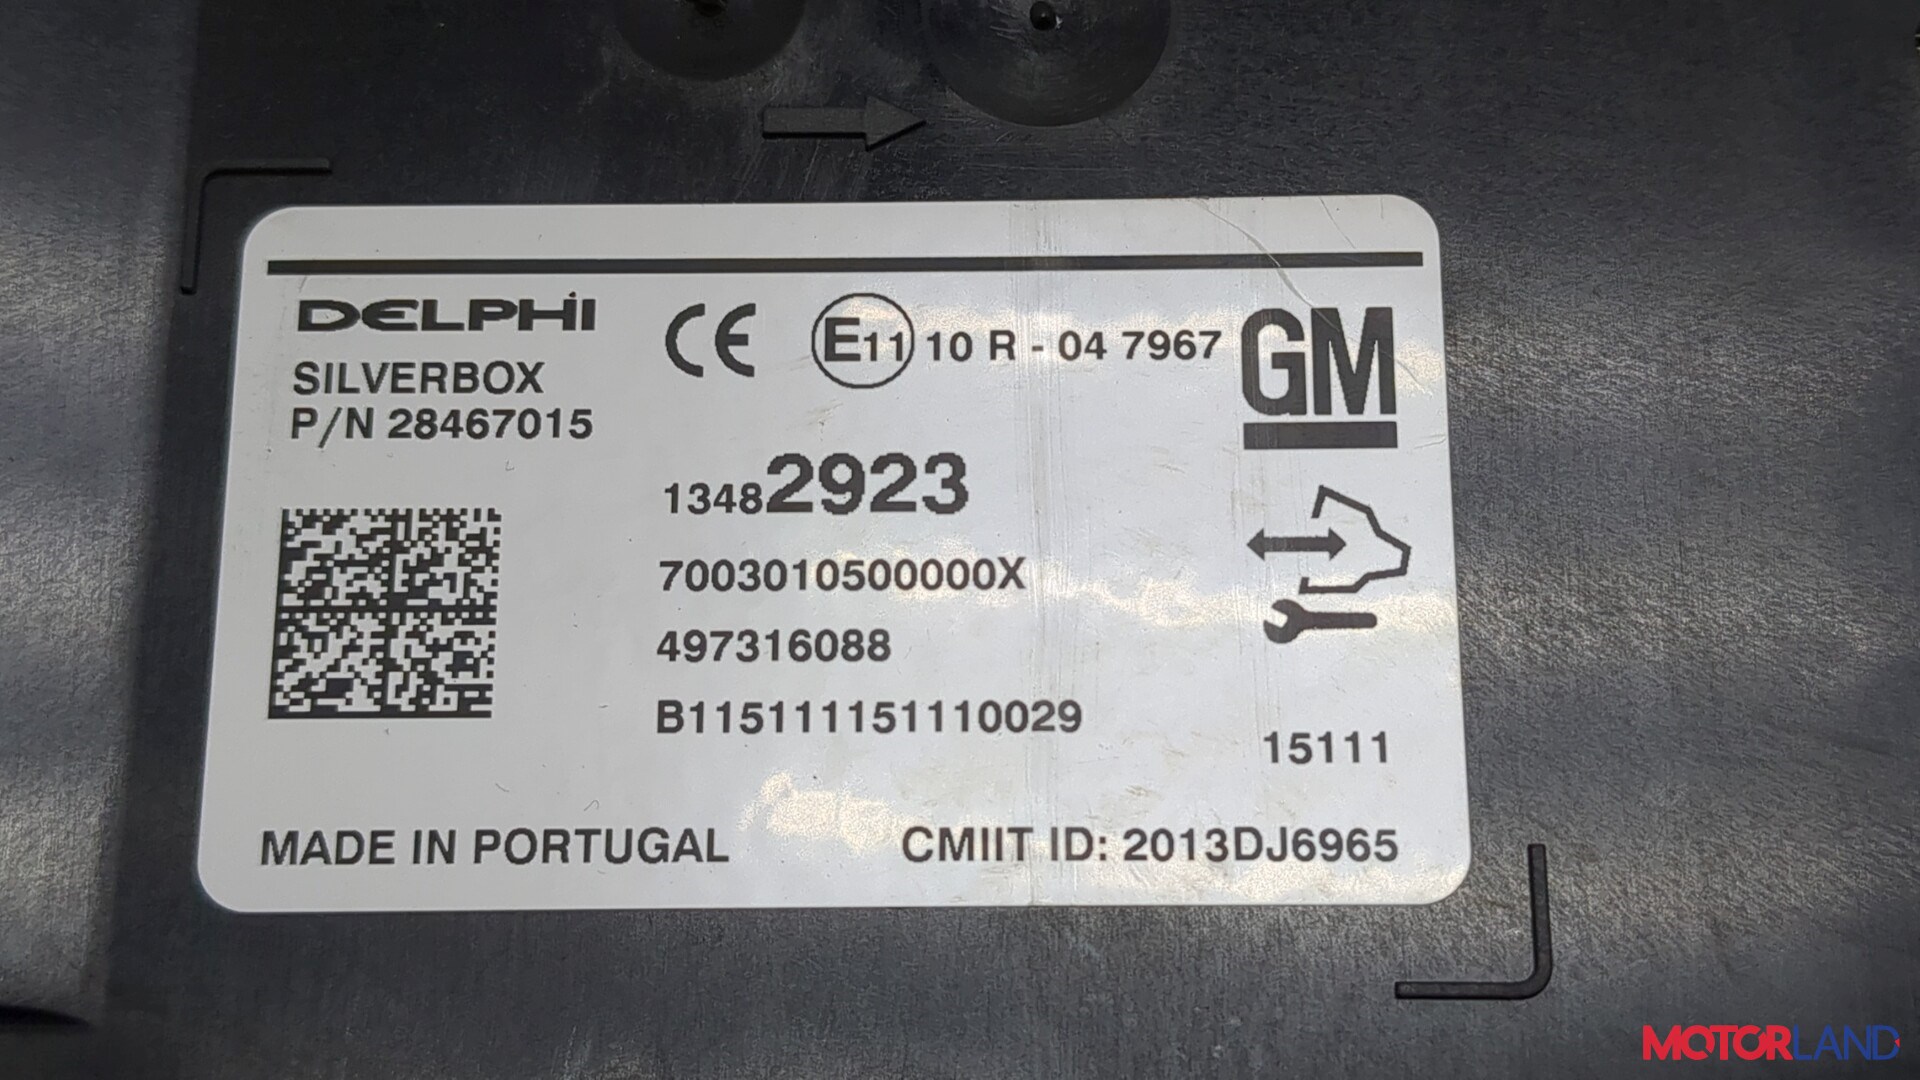 DELPHI
SILVERBOX
P/N 28467015
CE
E11 10 R - 04 7967
GM
13482923
7003010500000X
497316088
B115111151110029
15111
MADE IN PORTUGAL
CMIIT ID: 2013DJ6965
MOTORLAND